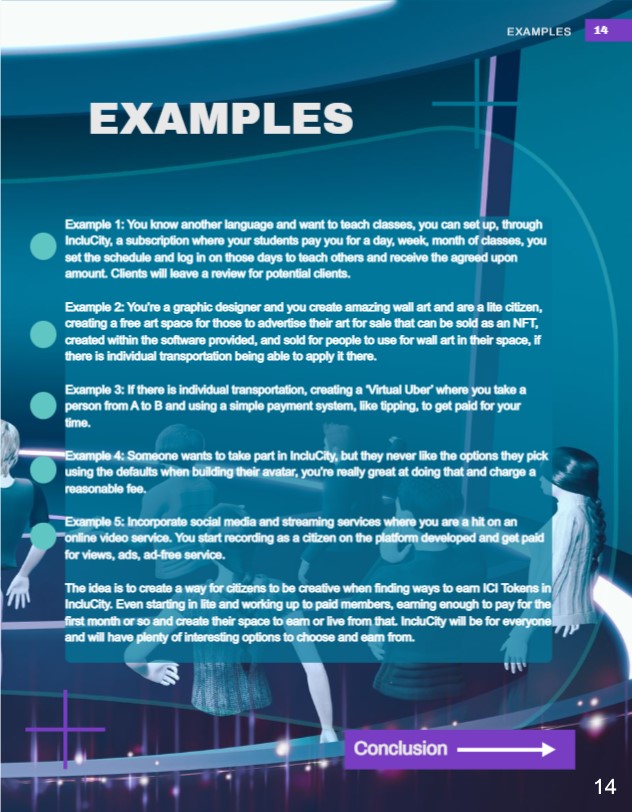 EXAMPLES 14
EXAMPLES
Example 1: You know another language and want to teach classes, you can set up, through
IncluCity, a subscription where your students pay you for a day, week, month of classes, you
set the schedule and log in on those days to teach others and receive the agreed upon
amount. Clients will leave a review for potential clients.
Example 2: You're a graphic designer and you create amazing wall art and are a lite citizen,
creating a free art space for those to advertise their art for sale that can be sold as an NFT,
created within the software provided, and sold for people to use for wall art in their space, if
there is individual transportation being able to apply it there.
Example 3: If there is individual transportation, creating a 'Virtual Uber' where you take a
person from A to B and using a simple payment system, like tipping, to get paid for your
time.
Example 4: Someone wants to take part in IncluCity, but they never like the options they pick
using the defaults when building their avatar, you're really great at doing that and charge a
reasonable fee.
Example 5: Incorporate social media and streaming services where you are a hit on an
online video service. You start recording as a citizen on the platform developed and get paid
for views, ads, ad-free service.
The idea is to create a way for citizens to be creative when finding ways to earn ICI Tokens in
IncluCity. Even starting in lite and working up to paid members, earning enough to pay for the
first month or so and create their space to earn or live from that. IncluCity will be for everyone
and will have plenty of interesting options to choose and earn from.
Conclusion
14